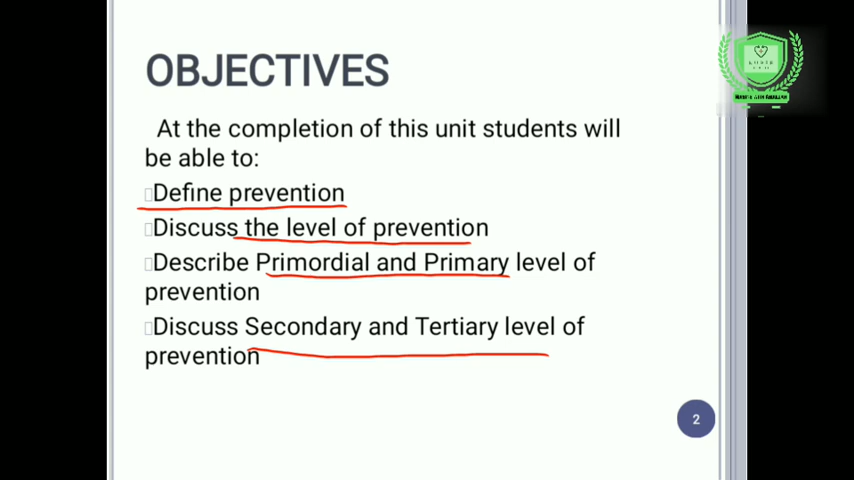 OBJECTIVES
At the completion of this unit students will
be able to:
Define prevention
Discuss the level of prevention
Describe Primordial and Primary level of
prevention
Discuss Secondary and Tertiary level of
prevention
2